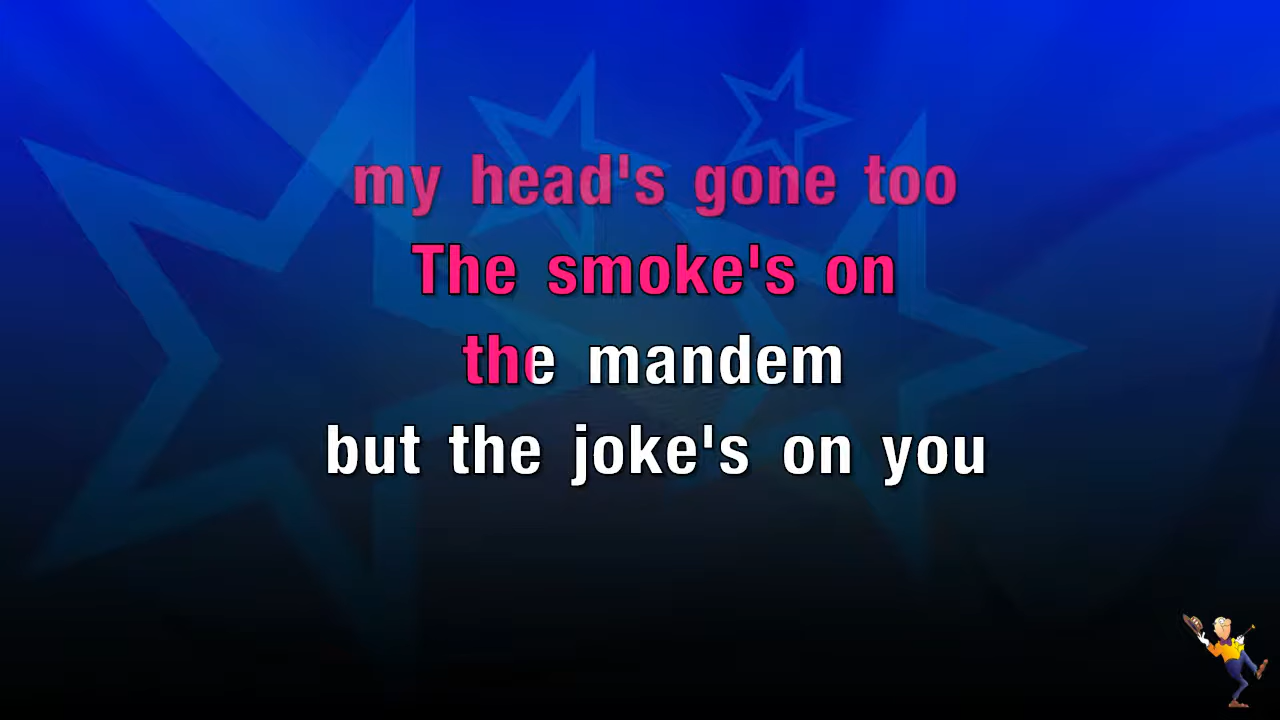 my head's gone too
The smoke's on
the mandem
but the joke's on you